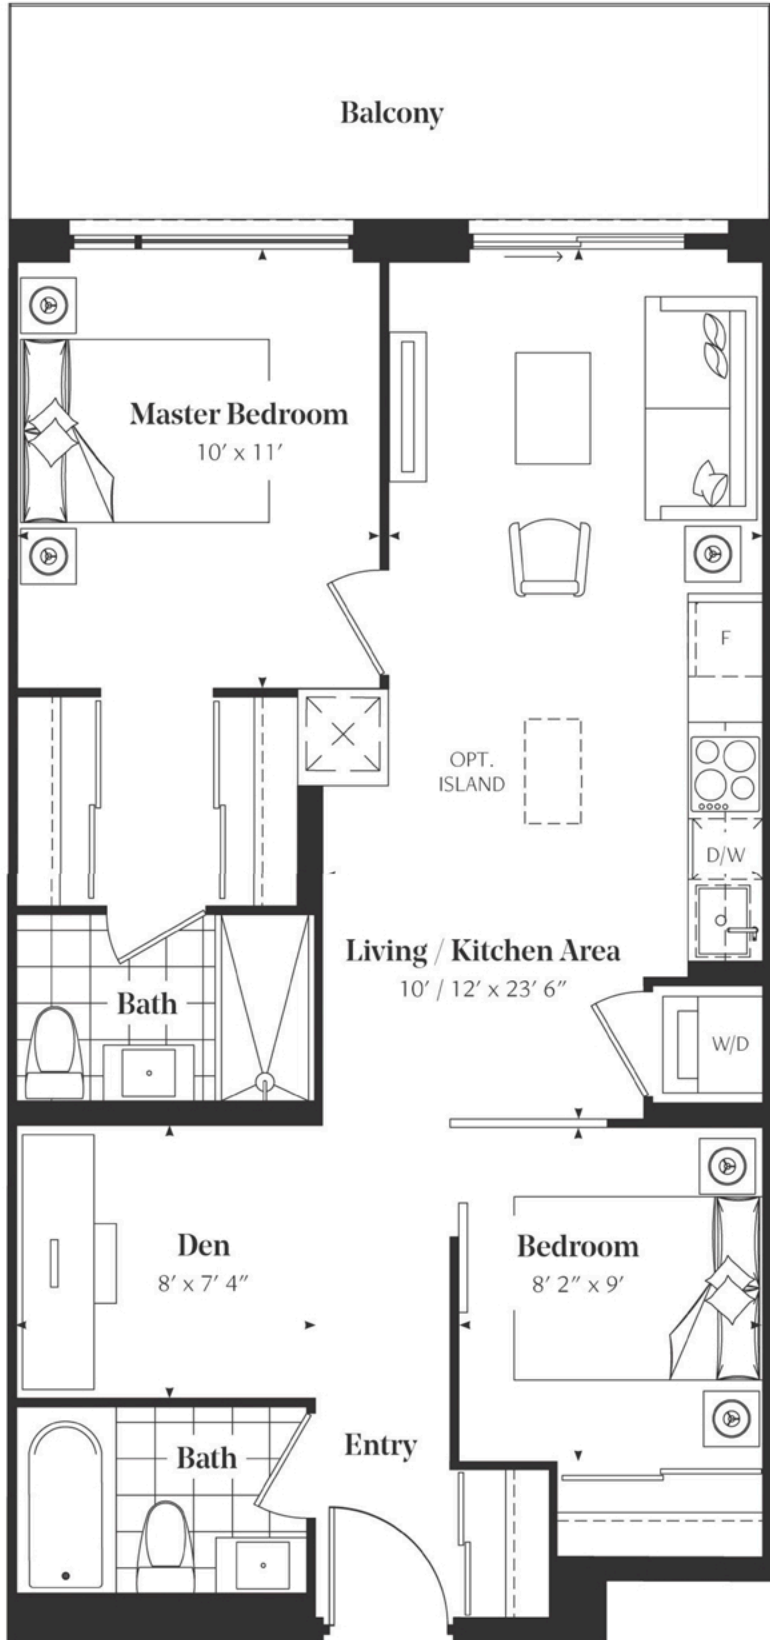 Balcony
Master Bedroom
10′ x 11′
F
OPT.
ISLAND
D/W
Living / Kitchen Area
10′ / 12′ x 23′ 6″
Bath
W/D
Den
8′ x 7′ 4″
Bedroom
8′ 2″ x 9′
Entry
Bath